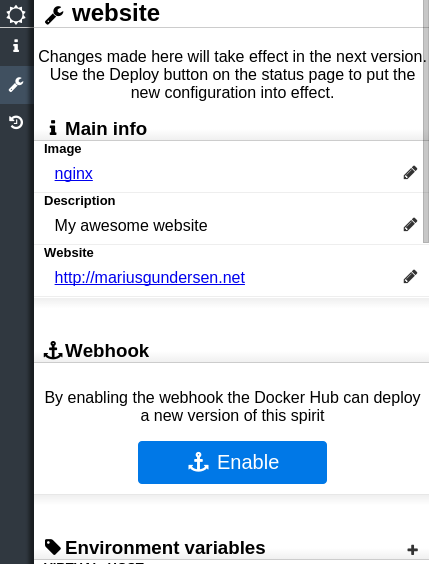 website
Changes made here will take effect in the next version.
Use the Deploy button on the status page to put the
new configuration into effect.
Main info
Image
nginx
Description
My awesome website
Website
http://mariusgundersen.net
Webhook
By enabling the webhook the Docker Hub can deploy
a new version of this spirit
Enable
Environment variables